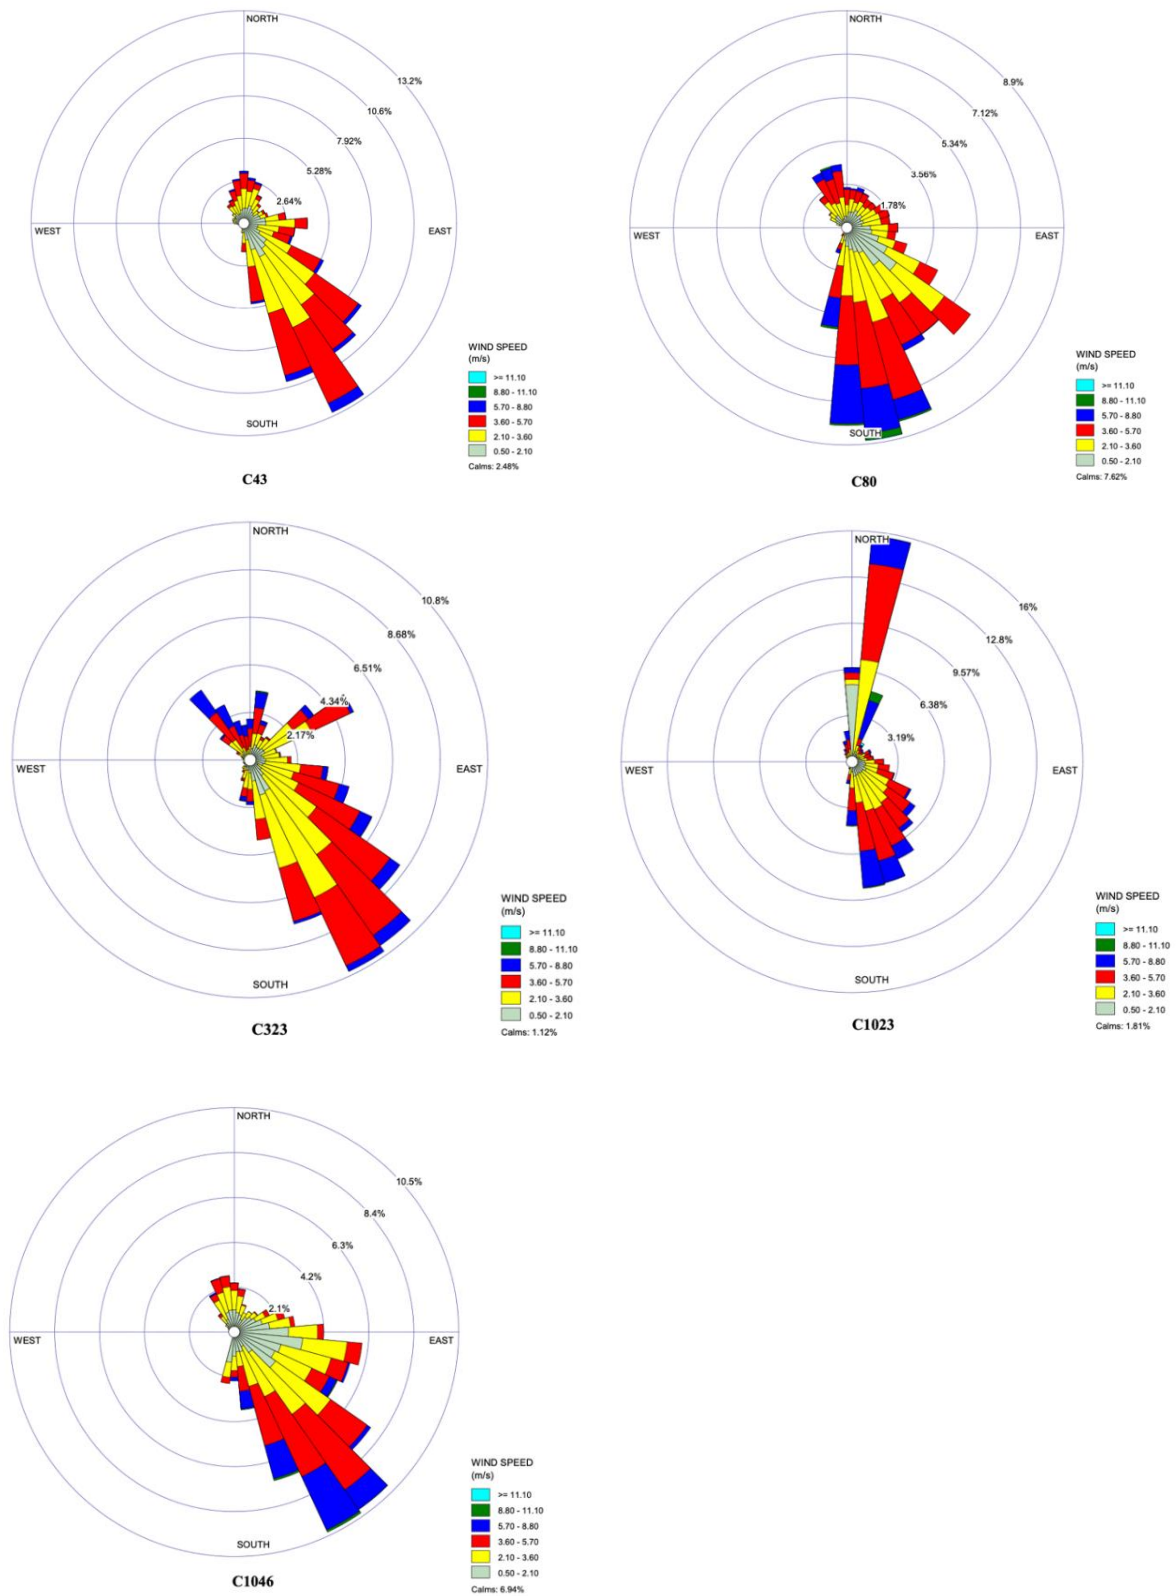 NORTH
13.2%
10.6%
7.92%
5.28%
2.64%
WEST
EAST
SOUTH
WIND SPEED
(m/s)
>= 11.10
8.80 - 11.10
5.70 - 8.80
3.60 - 5.70
2.10 - 3.60
0.50 - 2.10
Calms: 2.48%
C43
NORTH
8.9%
7.12%
5.34%
3.56%
1.78%
WEST
EAST
SOUTH
WIND SPEED
(m/s)
>= 11.10
8.80 - 11.10
5.70 - 8.80
3.60 - 5.70
2.10 - 3.60
0.50 - 2.10
Calms: 7.62%
C80
NORTH
10.8%
8.68%
6.51%
4.34%
2.17%
WEST
EAST
SOUTH
WIND SPEED
(m/s)
>= 11.10
8.80 - 11.10
5.70 - 8.80
3.60 - 5.70
2.10 - 3.60
0.50 - 2.10
Calms: 1.12%
C323
NORTH
16%
12.8%
9.57%
6.38%
3.19%
WEST
EAST
SOUTH
WIND SPEED
(m/s)
>= 11.10
8.80 - 11.10
5.70 - 8.80
3.60 - 5.70
2.10 - 3.60
0.50 - 2.10
Calms: 1.81%
C1023
NORTH
10.5%
8.4%
6.3%
4.2%
2.1%
WEST
EAST
SOUTH
WIND SPEED
(m/s)
>= 11.10
8.80 - 11.10
5.70 - 8.80
3.60 - 5.70
2.10 - 3.60
0.50 - 2.10
Calms: 6.94%
C1046